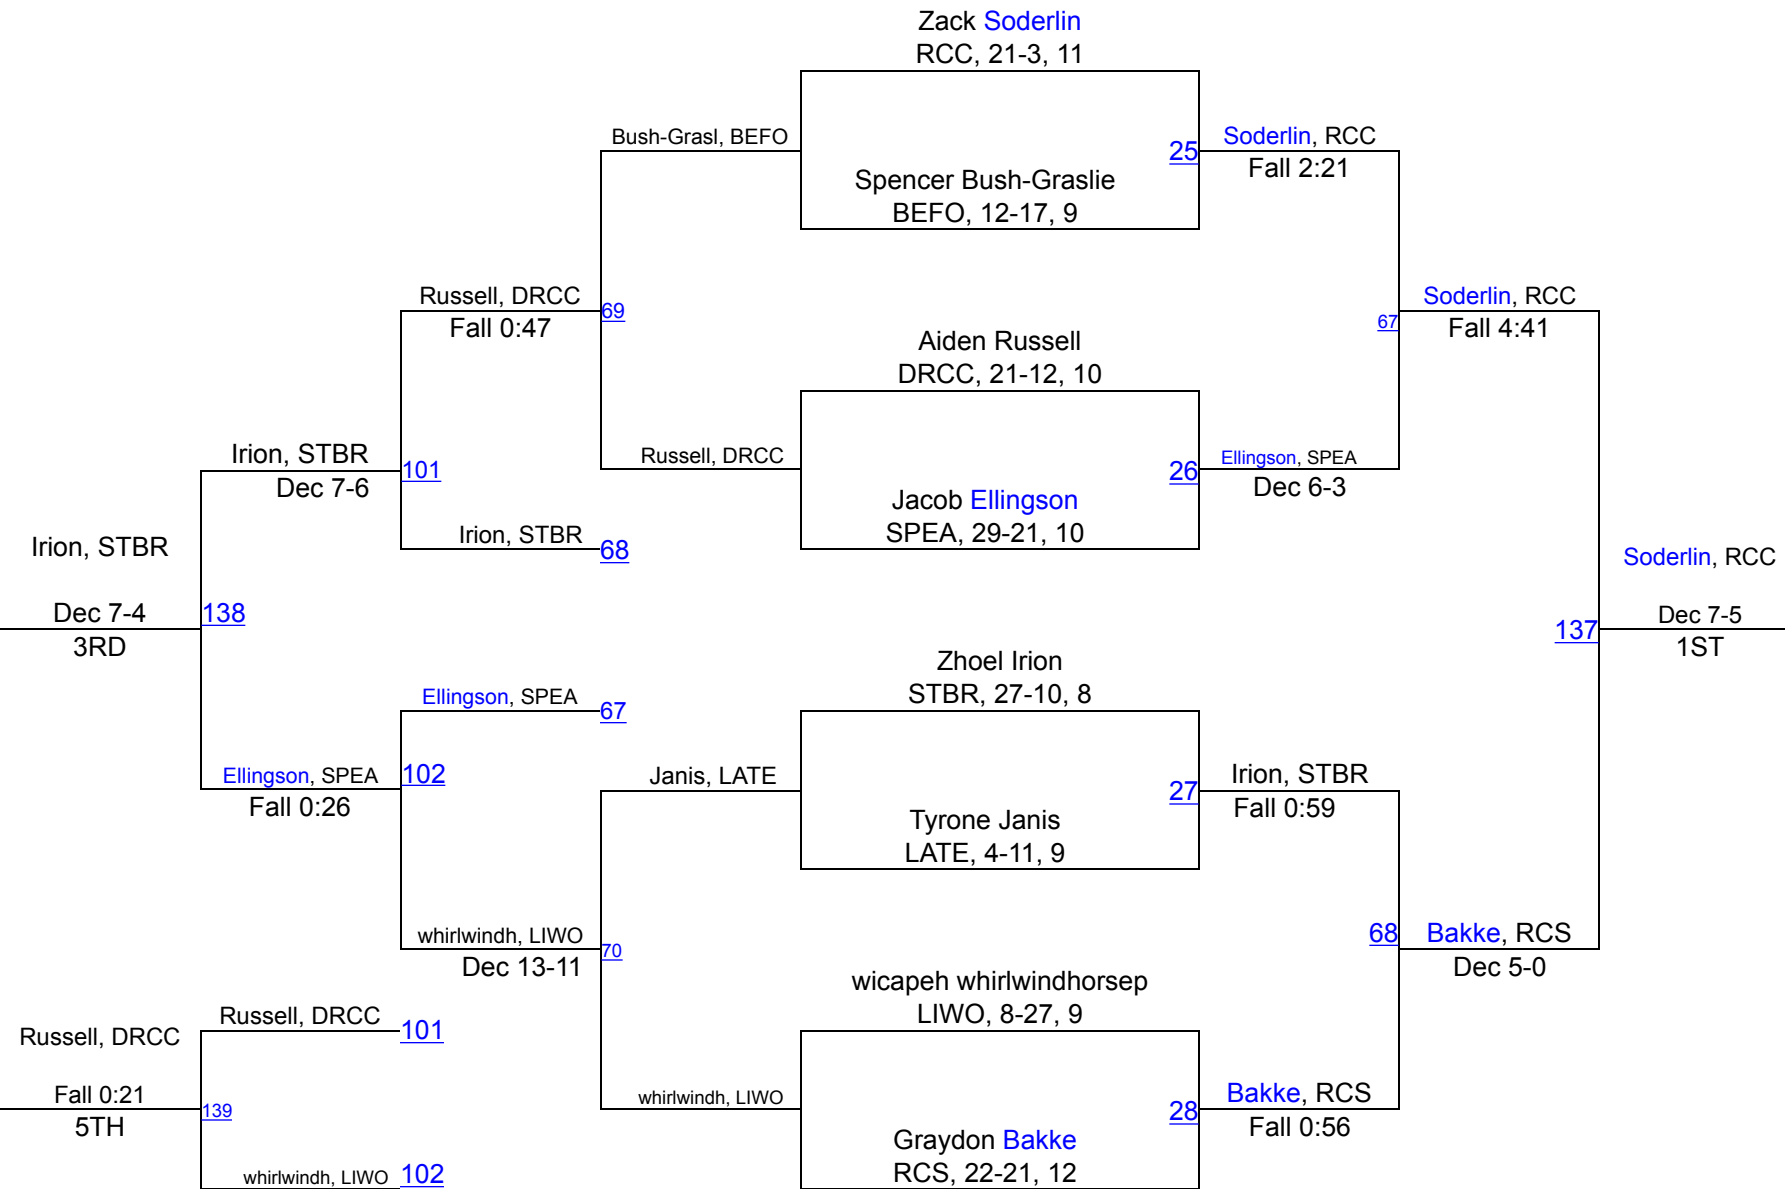 Zack Soderlin
RCC, 21-3, 11
Bush-Grasl, BEFO
25
Soderlin, RCC
Fall 2:21
Spencer Bush-Graslie
BEFO, 12-17, 9
Russell, DRCC
Fall 0:47
69
67
Soderlin, RCC
Fall 4:41
Aiden Russell
DRCC, 21-12, 10
Irion, STBR
Dec 7-6
101
Russell, DRCC
26
Ellingson, SPEA
Dec 6-3
Jacob Ellingson
SPEA, 29-21, 10
Irion, STBR
68
Irion, STBR
Dec 7-4
3RD
138
Soderlin, RCC
137
Dec 7-5
1ST
Zhoel Irion
STBR, 27-10, 8
Ellingson, SPEA
67
Ellingson, SPEA
Fall 0:26
102
Janis, LATE
27
Irion, STBR
Fall 0:59
Tyrone Janis
LATE, 4-11, 9
whirlwindh, LIWO
Dec 13-11
70
68
Bakke, RCS
Dec 5-0
wicapeh whirlwindhorsep
LIWO, 8-27, 9
Russell, DRCC
101
Russell, DRCC
Fall 0:21
5TH
139
whirlwindh, LIWO
28
Bakke, RCS
Fall 0:56
Graydon Bakke
RCS, 22-21, 12
whirlwindh, LIWO
102